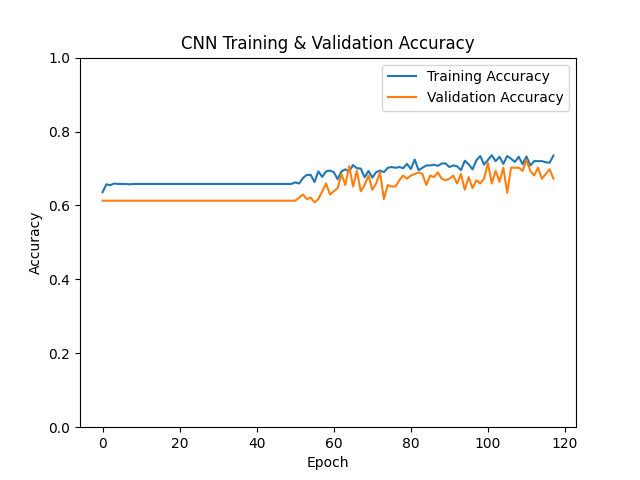 CNN Training & Validation Accuracy
Training Accuracy
Validation Accuracy
Accuracy
1.0
0.8
0.6
0.4
0.2
0.0
0 20 40 60 80 100 120
Epoch